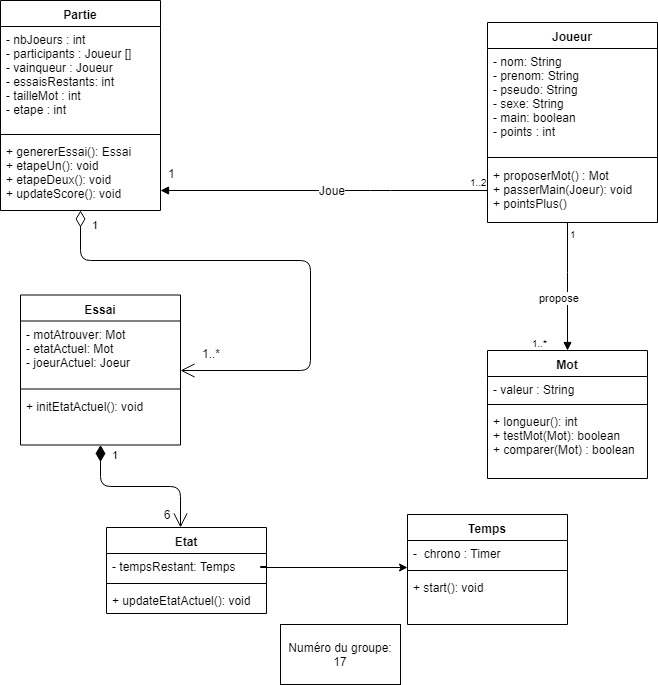 Partie
- nbJoeurs : int
- participants : Joueur []
- vainqueur : Joueur
- essaisRestants: int
- tailleMot : int
- etape : int
+ genererEssai(): Essai
+ etapeUn(): void
+ etapeDeux(): void
+ updateScore(): void
Joueur
- nom: String
- prenom: String
- pseudo: String
- sexe: String
- main: boolean
- points : int
+ proposerMot() : Mot
+ passerMain(Joeur): void
+ pointsPlus()
1
Joue
1..2
1
1
propose
1..*
Essai
- motAtrouver: Mot
- etatActuel: Mot
- joeurActuel: Joeur
+ initEtatActuel(): void
1..*
Mot
- valeur : String
+ longueur(): int
+ testMot(Mot): boolean
+ comparer(Mot) : boolean
1
6
Etat
- tempsRestant: Temps
+ updateEtatActuel(): void
Temps
- chrono : Timer
+ start(): void
Numéro du groupe:
17